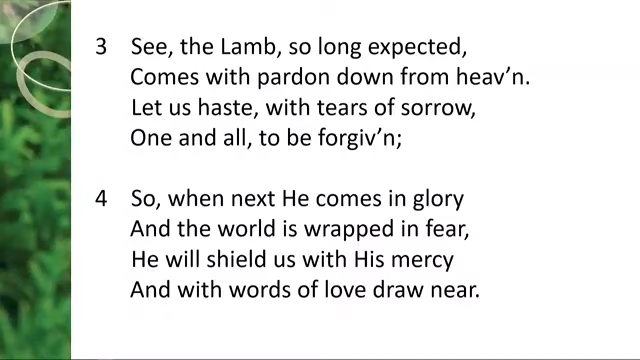 3 See, the Lamb, so long expected,
Comes with pardon down from heav’n.
Let us haste, with tears of sorrow,
One and all, to be forgiv’n;
4 So, when next He comes in glory
And the world is wrapped in fear,
He will shield us with His mercy
And with words of love draw near.